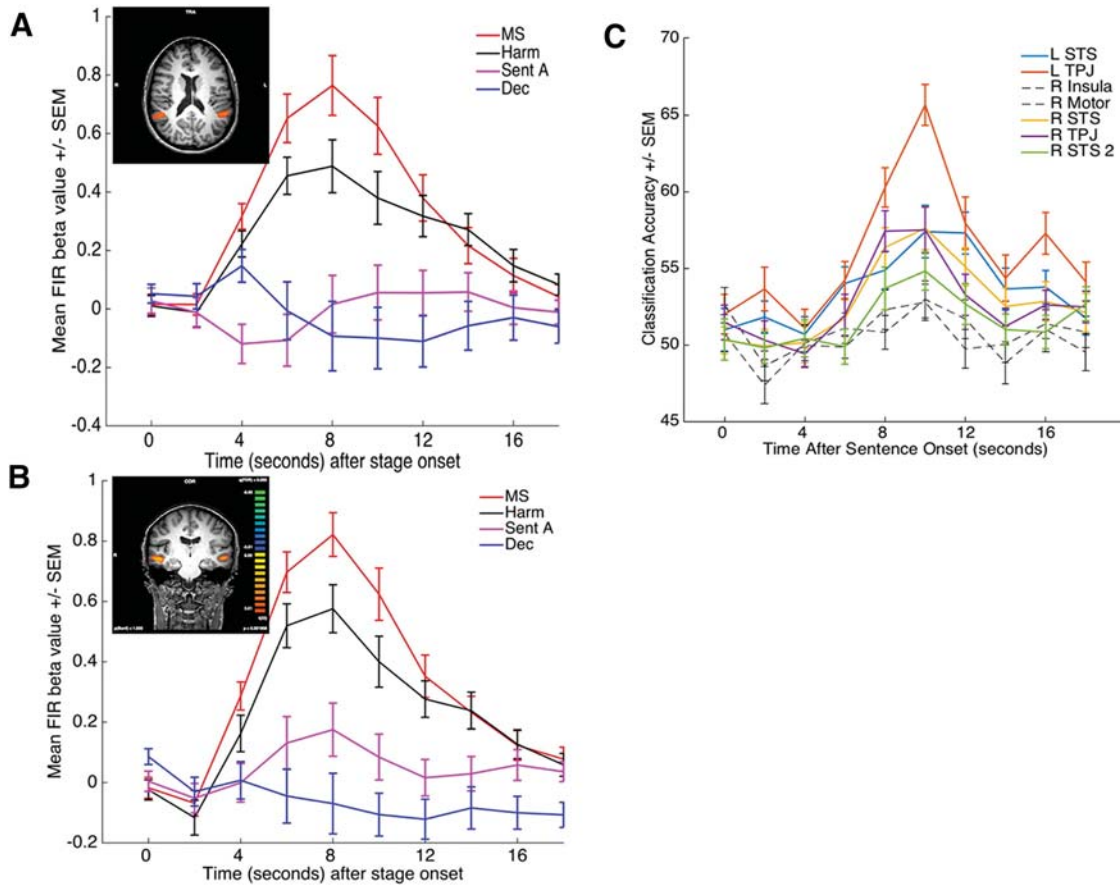 A
1
0.8
0.6
0.4
0.2
0
-0.2
-0.4
Mean FIR beta value +/- SEM
TRA
R
L
MS
Harm
Sent A
Dec
0
4
8
12
16
Time (seconds) after stage onset
B
1
0.8
0.6
0.4
0.2
0
-0.2
Mean FIR beta value +/- SEM
COR
R
MS
Harm
Sent A
Dec
0
4
8
12
16
Time (seconds) after stage onset
C
70
65
60
55
50
45
Classification Accuracy +/- SEM
L STS
L TPJ
R Insula
R Motor
R STS
R TPJ
R STS 2
0
4
8
12
16
Time After Sentence Onset (seconds)